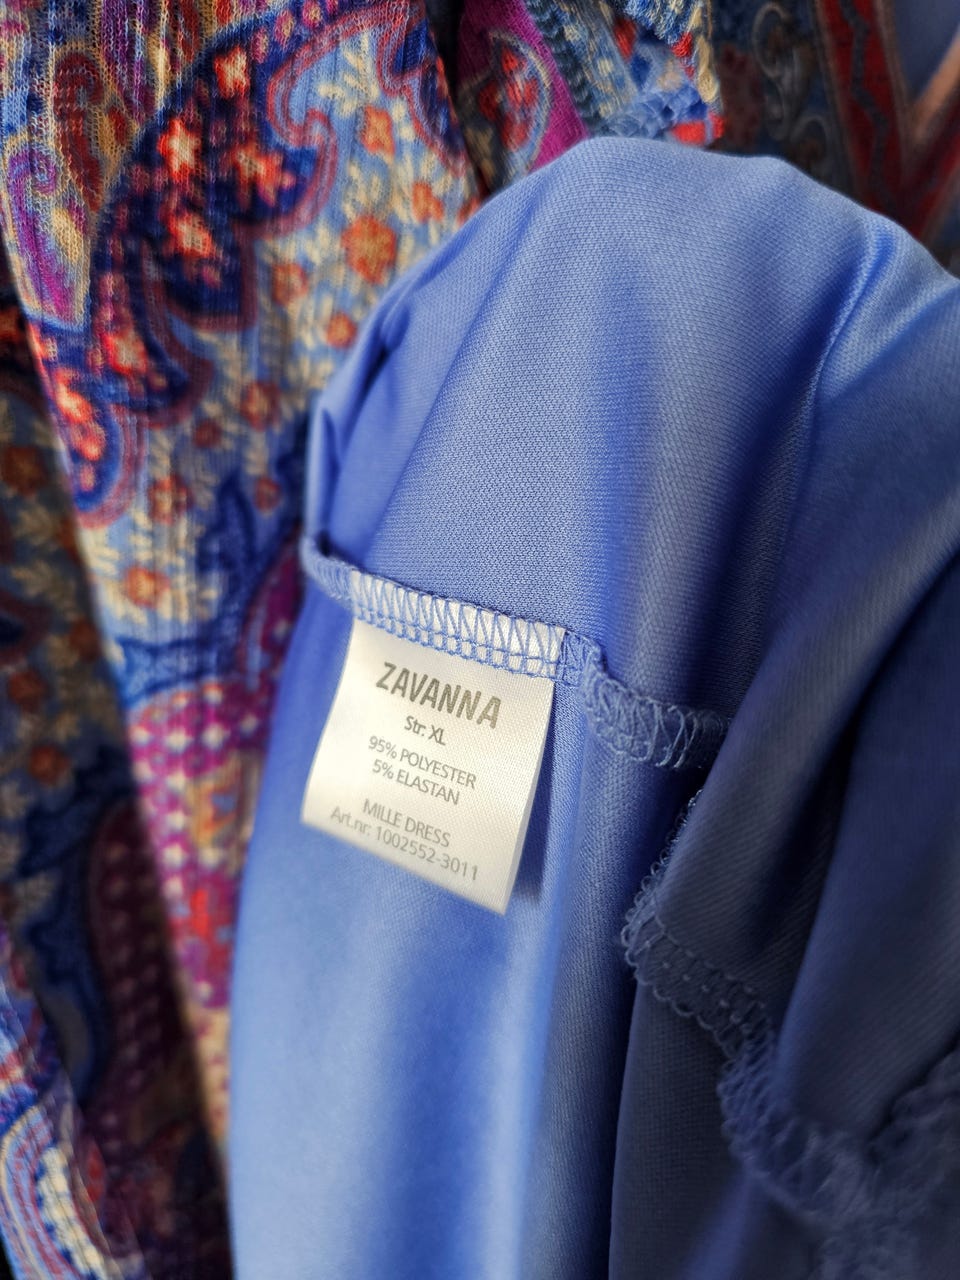 ZAVANNA
Str. XL
95% POLYESTER
5% ELASTAN
MILLE DRESS
Art.nr: 1002552-3011